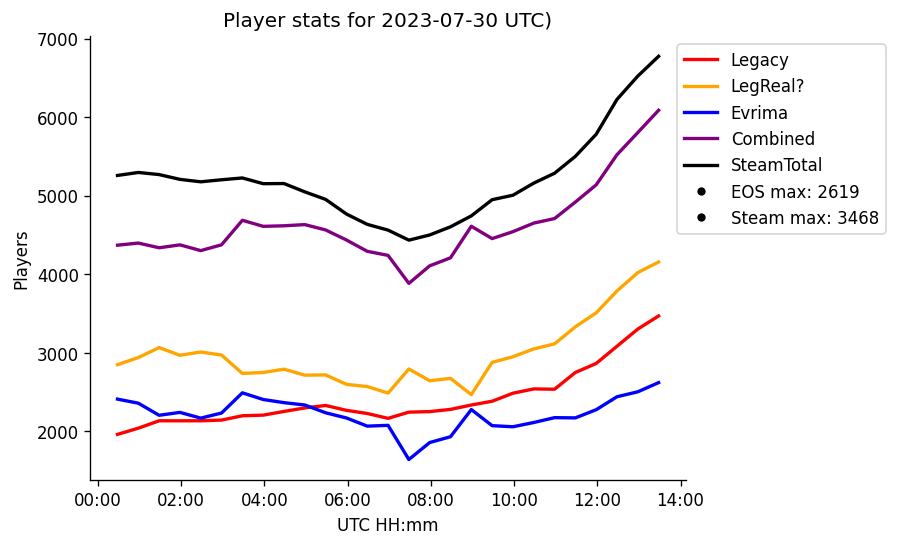 Player stats for 2023-07-30 UTC)
7000
6000
5000
4000
3000
2000
Players
00:00 02:00 04:00 06:00 08:00 10:00 12:00 14:00
UTC HH:mm
Legacy
LegReal?
Evrima
Combined
SteamTotal
EOS max: 2619
Steam max: 3468